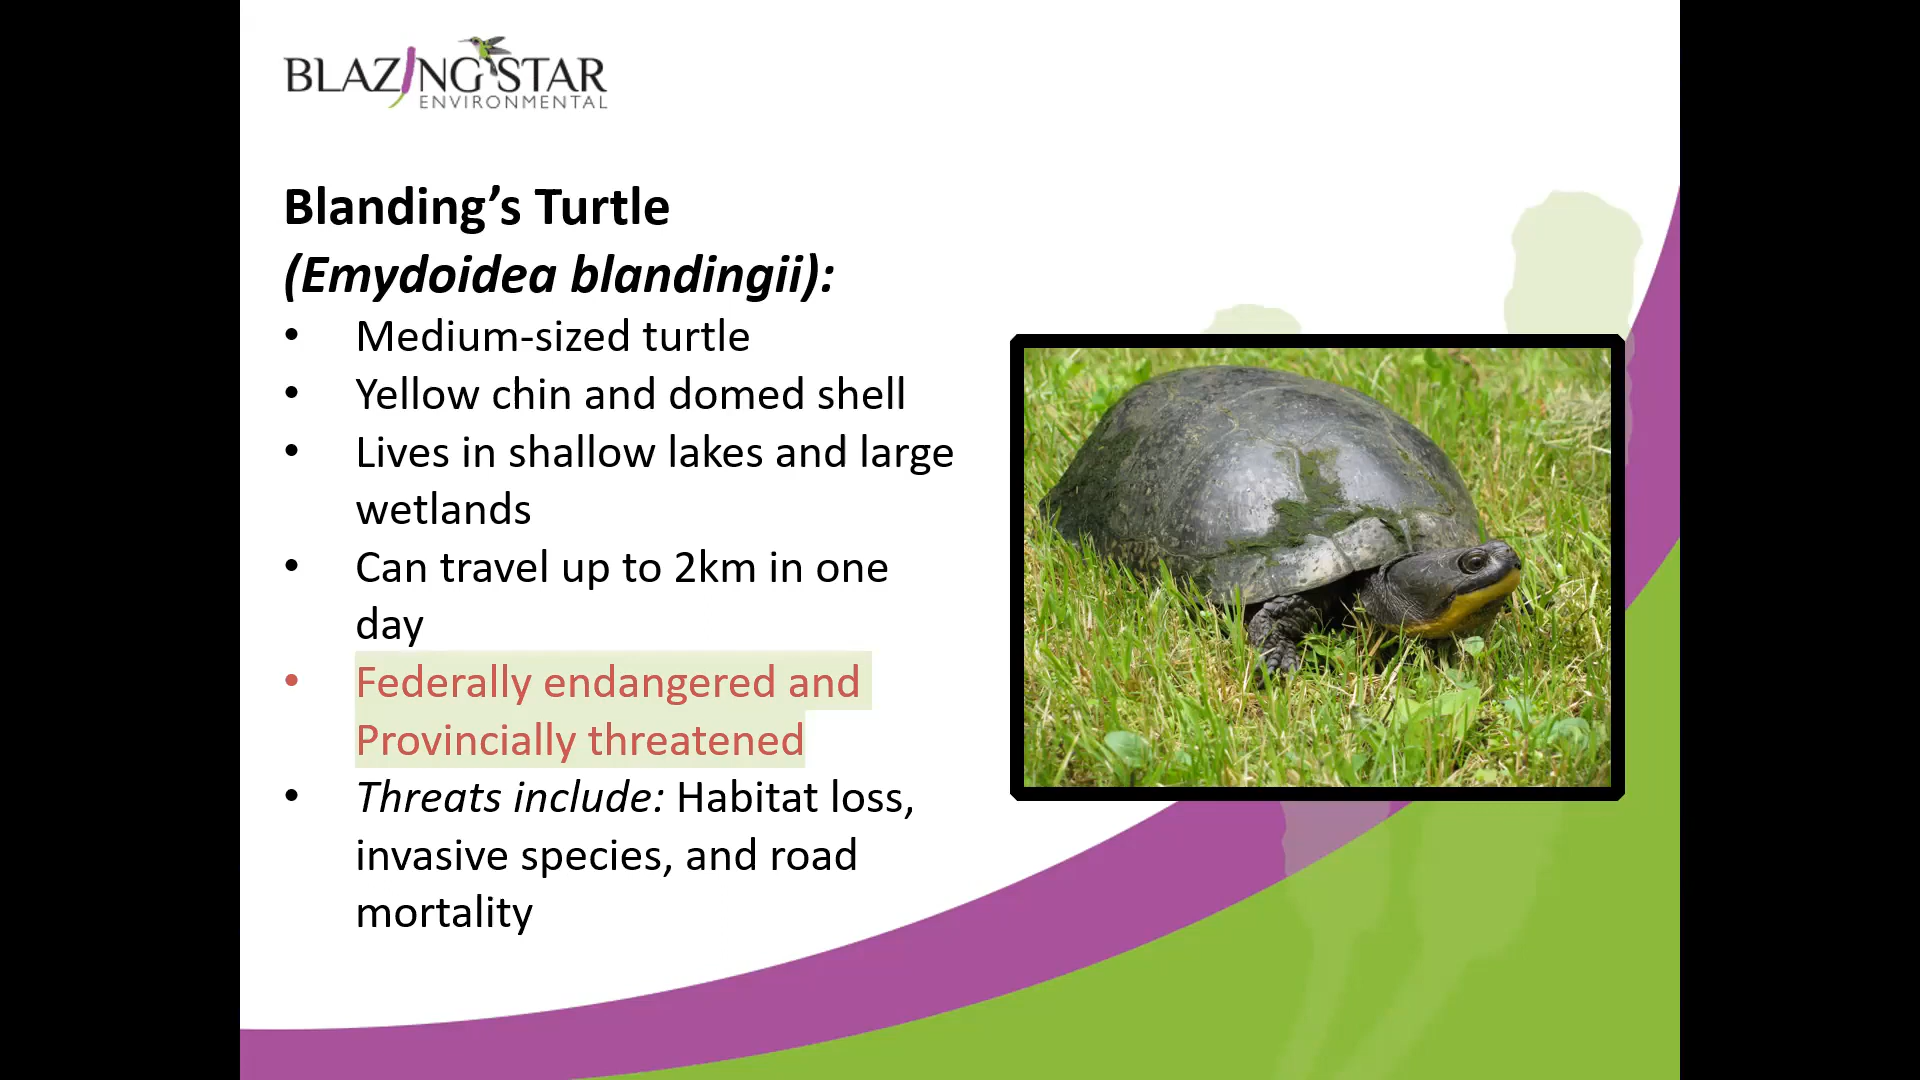 BLAZING STAR
ENVIRONMENTAL
Blanding’s Turtle
(Emydoidea blandingii):
• Medium-sized turtle
• Yellow chin and domed shell
• Lives in shallow lakes and large
wetlands
• Can travel up to 2km in one
day
• Federally endangered and
Provincially threatened
• Threats include: Habitat loss,
invasive species, and road
mortality